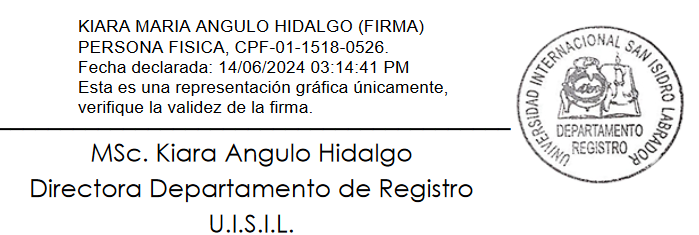 KIARA MARIA ANGULO HIDALGO (FIRMA)
PERSONA FISICA, CPF-01-1518-0526.
Fecha declarada: 14/06/2024 03:14:41 PM
Esta es una representación gráfica únicamente,
verifique la validez de la firma.
MSc. Kiara Angulo Hidalgo
Directora Departamento de Registro
U.I.S.I.L.
UNIVERSIDAD INTERNACIONAL SAN ISIDRO LABRADOR
DEPARTAMENTO
REGISTRO